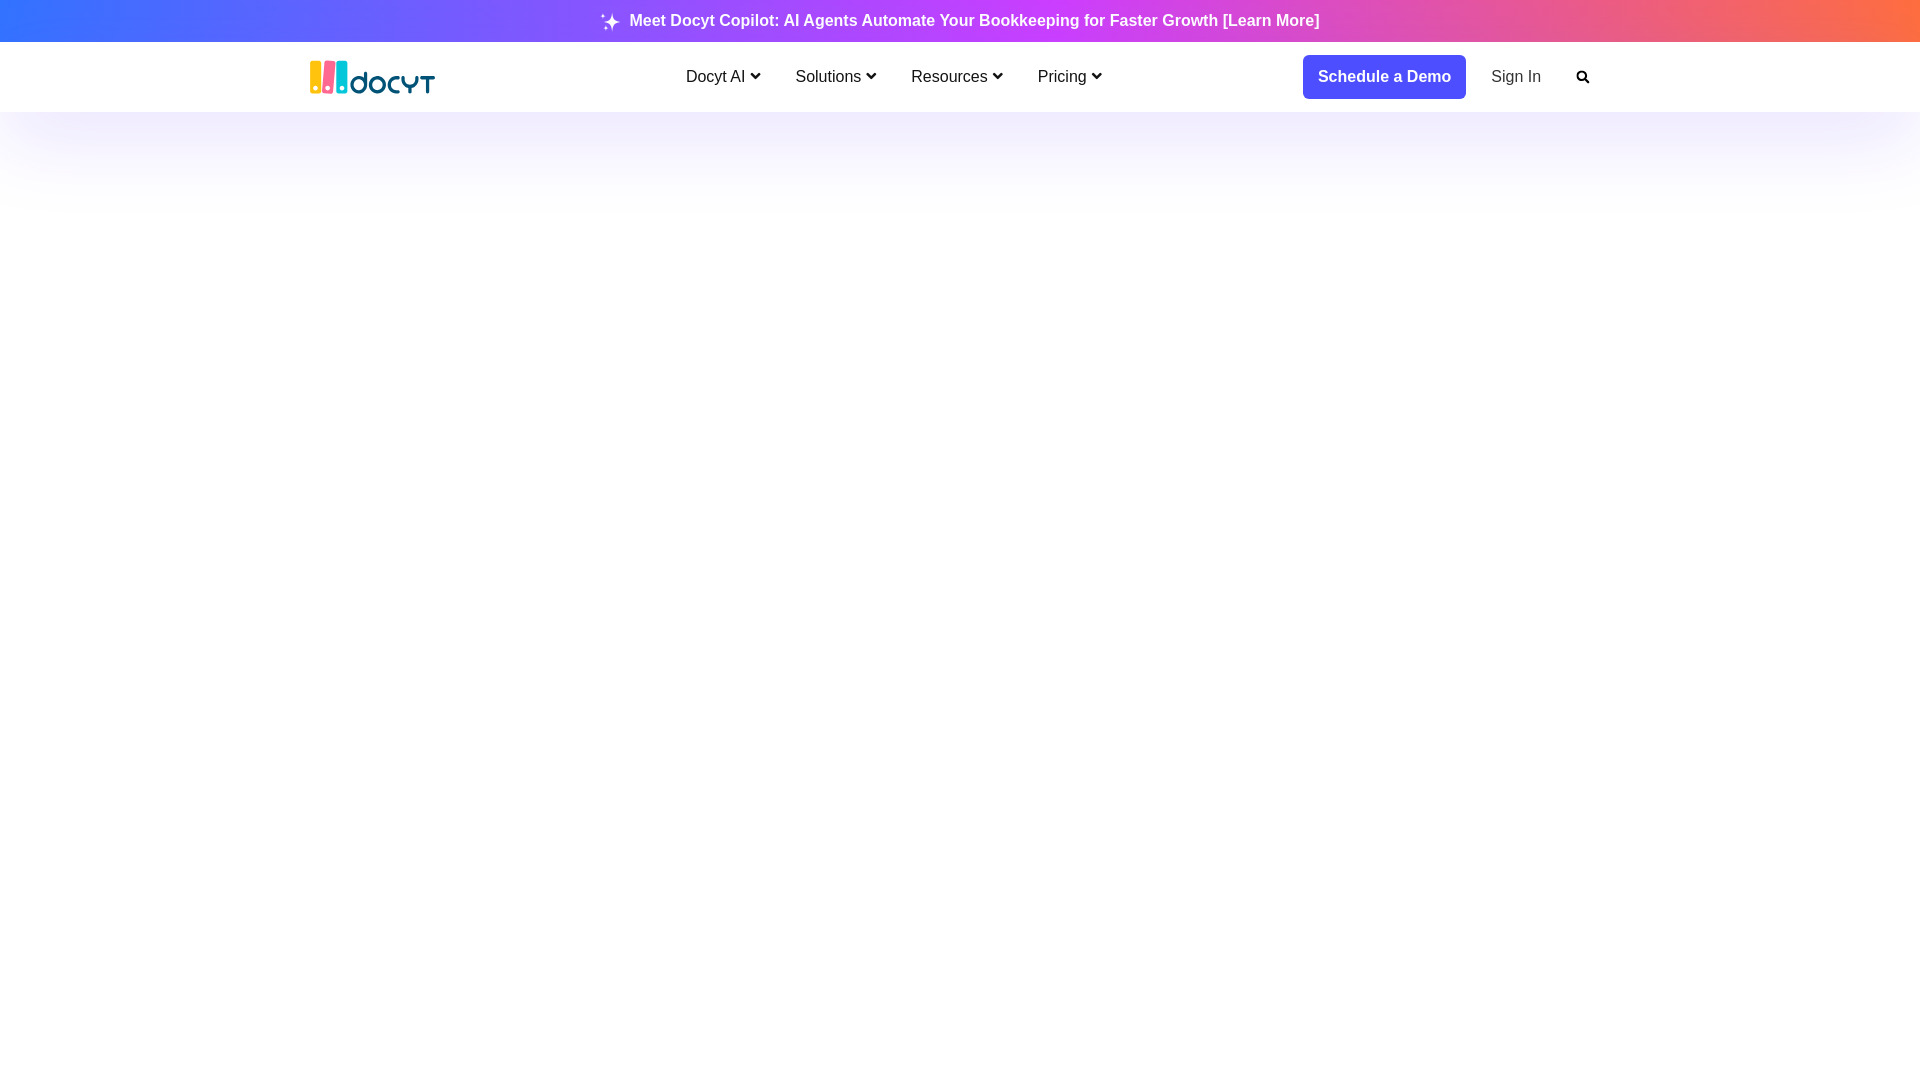 Meet Docyt Copilot: AI Agents Automate Your Bookkeeping for Faster Growth [Learn More]
docyt
Docyt AI
Solutions
Resources
Pricing
Schedule a Demo
Sign In